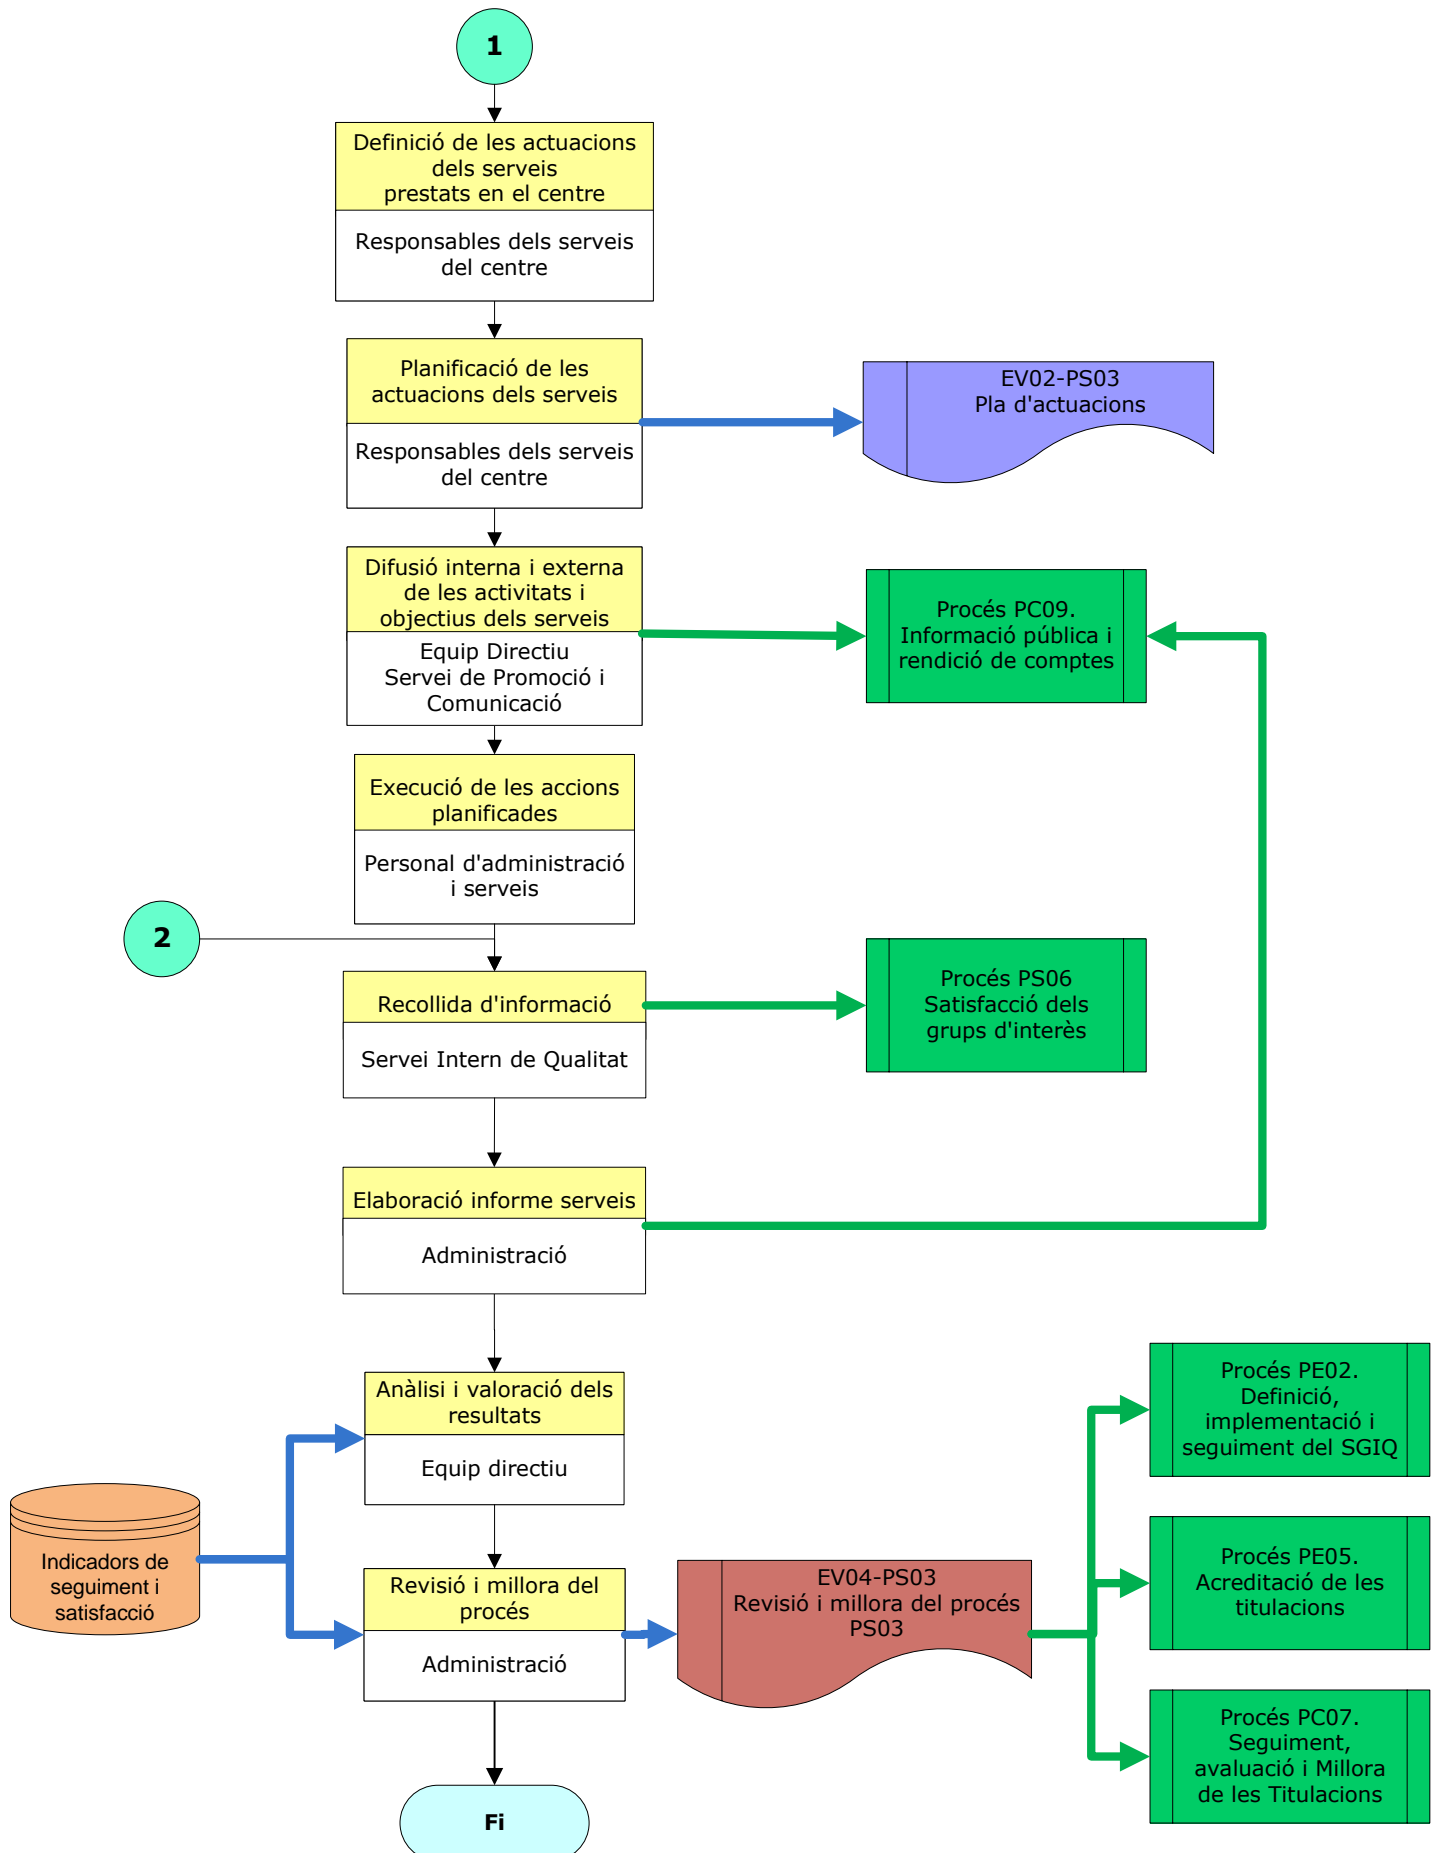 1
Definició de les actuacions
dels serveis
prestats en el centre
Responsables dels serveis
del centre
Planificació de les
actuacions dels serveis
Responsables dels serveis
del centre
EV02-PS03
Pla d'actuacions
Difusió interna i externa
de les activitats i
objectius dels serveis
Equip Directiu
Servei de Promoció i
Comunicació
Procés PC09.
Informació pública i
rendició de comptes
Execució de les accions
planificades
Personal d'administració
i serveis
2
Recollida d'informació
Servei Intern de Qualitat
Procés PS06
Satisfacció dels
grups d'interès
Elaboració informe serveis
Administració
Anàlisi i valoració dels
resultats
Equip directiu
Indicadors de
seguiment i
satisfacció
Revisió i millora del
procés
Administració
EV04-PS03
Revisió i millora del procés
PS03
Procés PE02.
Definició,
implementació i
seguiment del SGIQ
Procés PE05.
Acreditació de les
titulacions
Procés PC07.
Seguiment,
avaluació i Millora
de les Titulacions
Fi